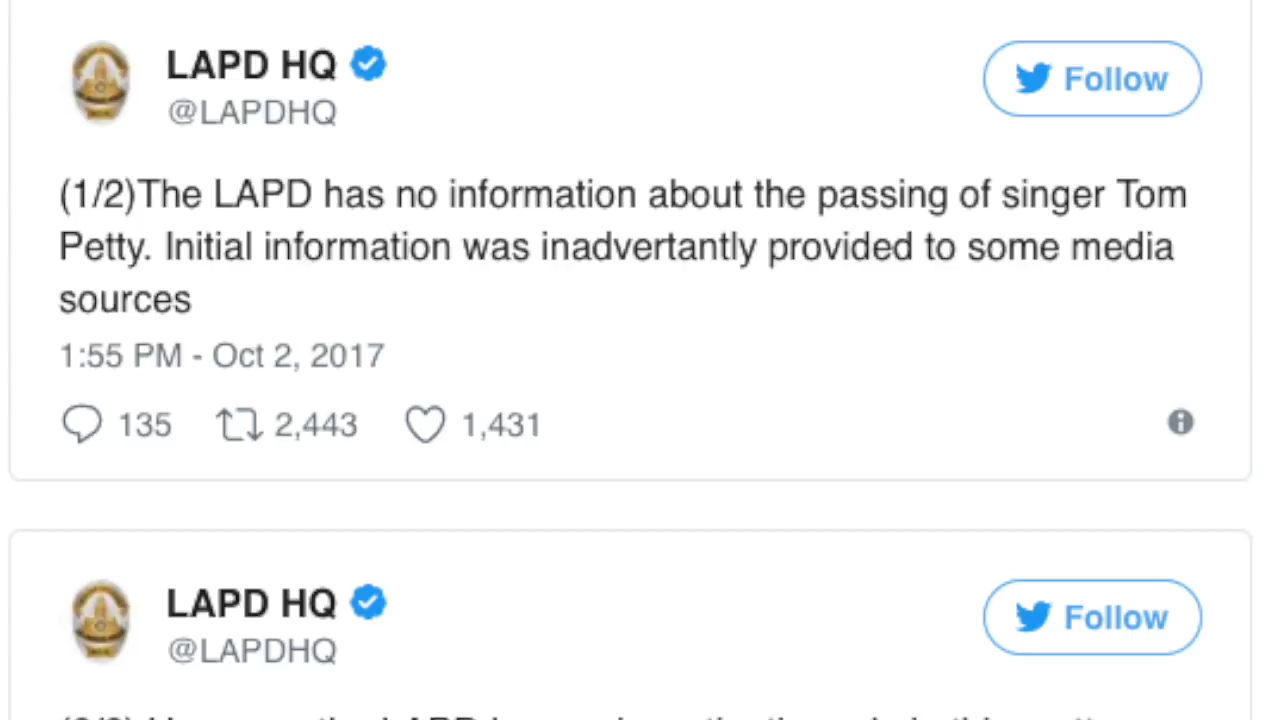 LAPD HQ
@LAPDHQ
Follow
(1/2)The LAPD has no information about the passing of singer Tom
Petty. Initial information was inadvertantly provided to some media
sources
1:55 PM - Oct 2, 2017
135 2,443 1,431
LAPD HQ
@LAPDHQ
Follow